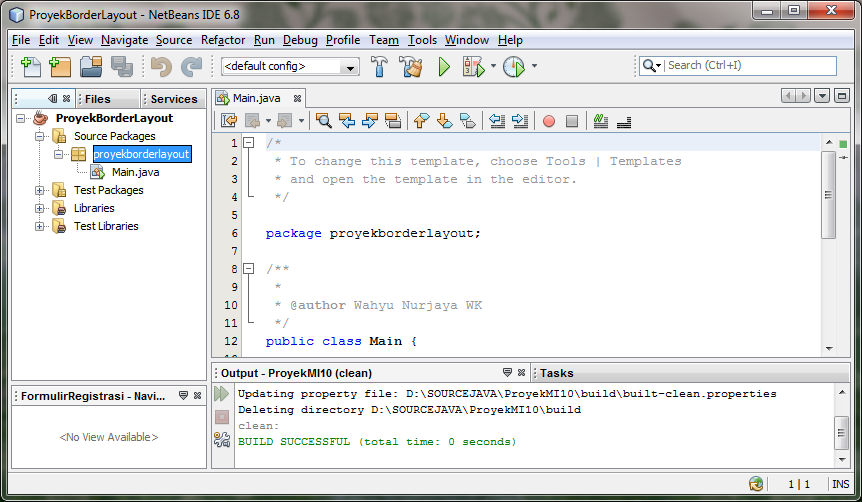 ProyekBorderLayout - NetBeans IDE 6.8
File Edit View Navigate Source Refactor Run Debug Profile Team Tools Window Help
<default config>
Search (Ctrl+I)
Files
Services
Main.java
ProyekBorderLayout
Source Packages
proyekborderlayout
Main.java
Test Packages
Libraries
Test Libraries
1 /*
2 * To change this template, choose Tools | Templates
3 * and open the template in the editor.
4 */
5
6 package proyekborderlayout;
7
8 /**
9 *
10 * @author Wahyu Nurjaya WK
11 */
12 public class Main {
FormulirRegistrasi - Navi...
<No View Available>
Output - ProyekMI10 (clean)
Tasks
Updating property file: D:\SOURCEJAVA\ProyekMI10\build\built-clean.properties
Deleting directory D:\SOURCEJAVA\ProyekMI10\build
clean:
BUILD SUCCESSFUL (total time: 0 seconds)
1 | 1 INS